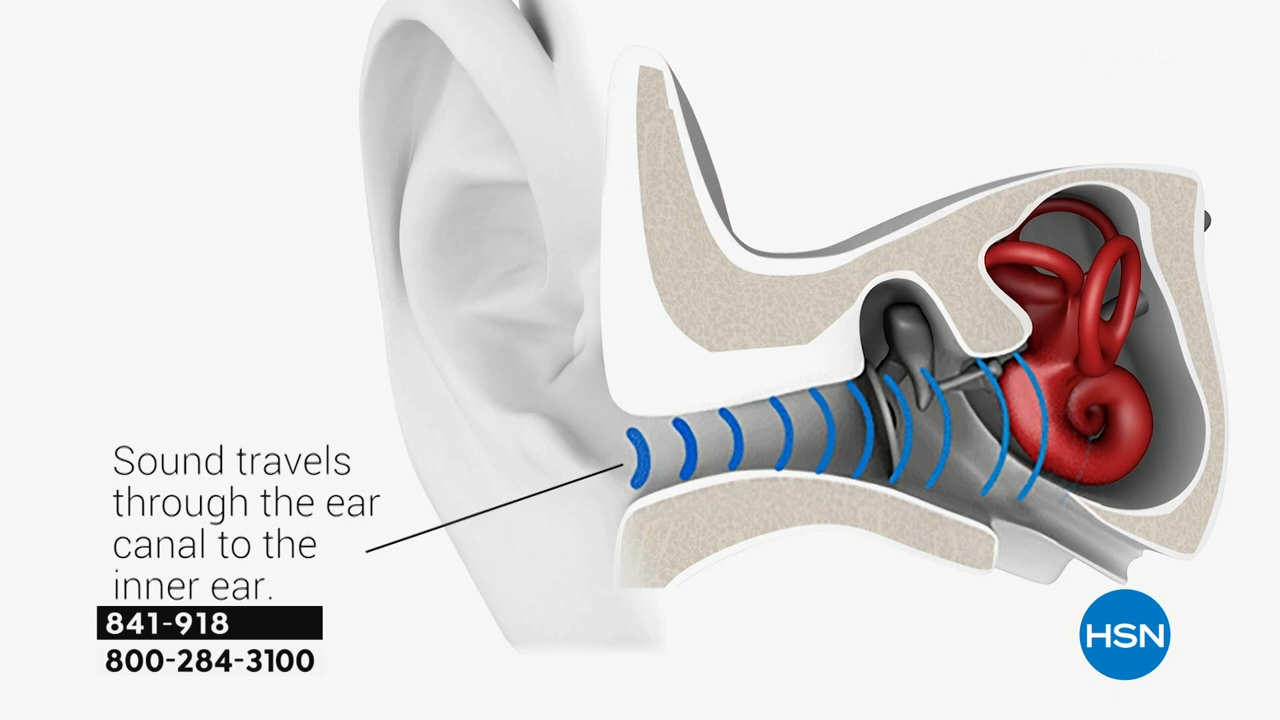 Sound travels
through the ear
canal to the
inner ear.
841-918
800-284-3100
HSN